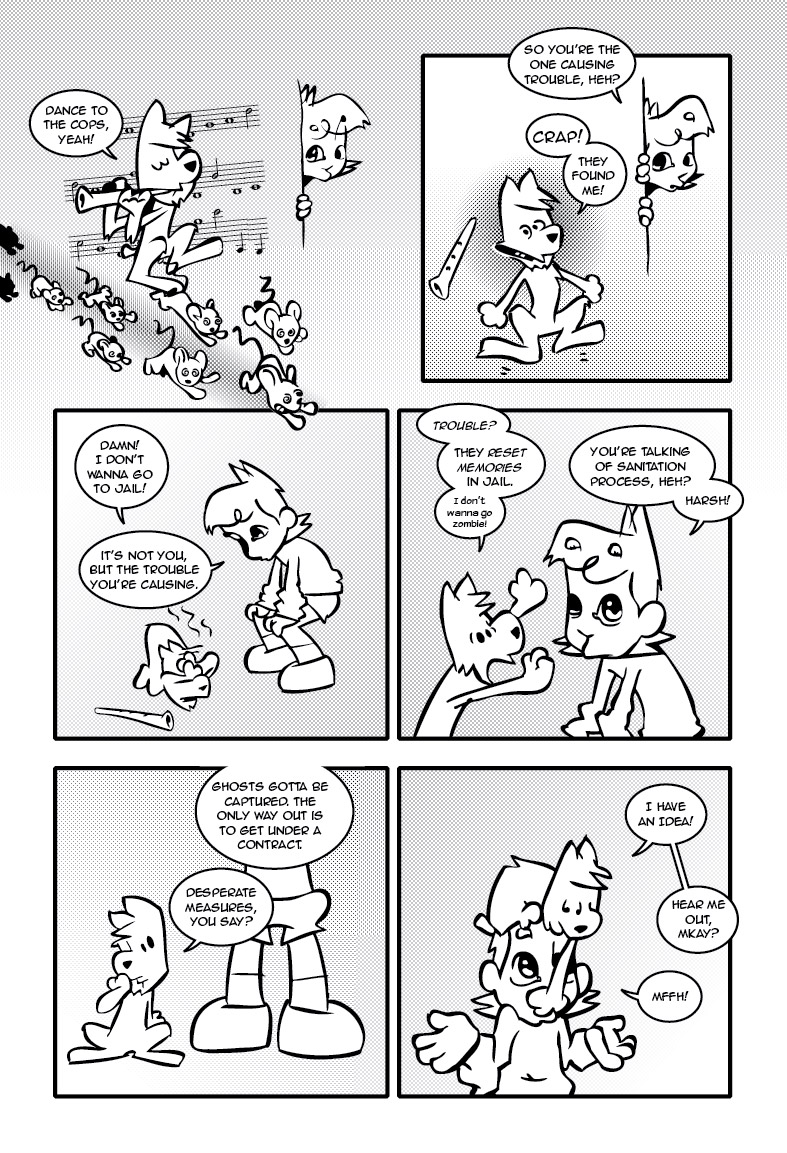 DANCE TO
THE COPS,
YEAH!
SO YOU'RE THE
ONE CAUSING
TROUBLE, HEH?
CRAP!
THEY
FOUND
ME!
DAMN!
I DON'T
WANNA GO
TO JAIL!
IT'S NOT YOU,
BUT THE TROUBLE
YOU'RE CAUSING.
TROUBLE?
THEY RESET
MEMORIES
IN JAIL.
I don't
wanna go
zombie!
YOU'RE TALKING
OF SANITATION
PROCESS, HEH?
HARSH!
GHOSTS GOTTA BE
CAPTURED. THE
ONLY WAY OUT IS
TO GET UNDER A
CONTRACT.
DESPERATE
MEASURES,
YOU SAY?
I HAVE
AN IDEA!
HEAR ME
OUT,
MKAY?
MFFH!